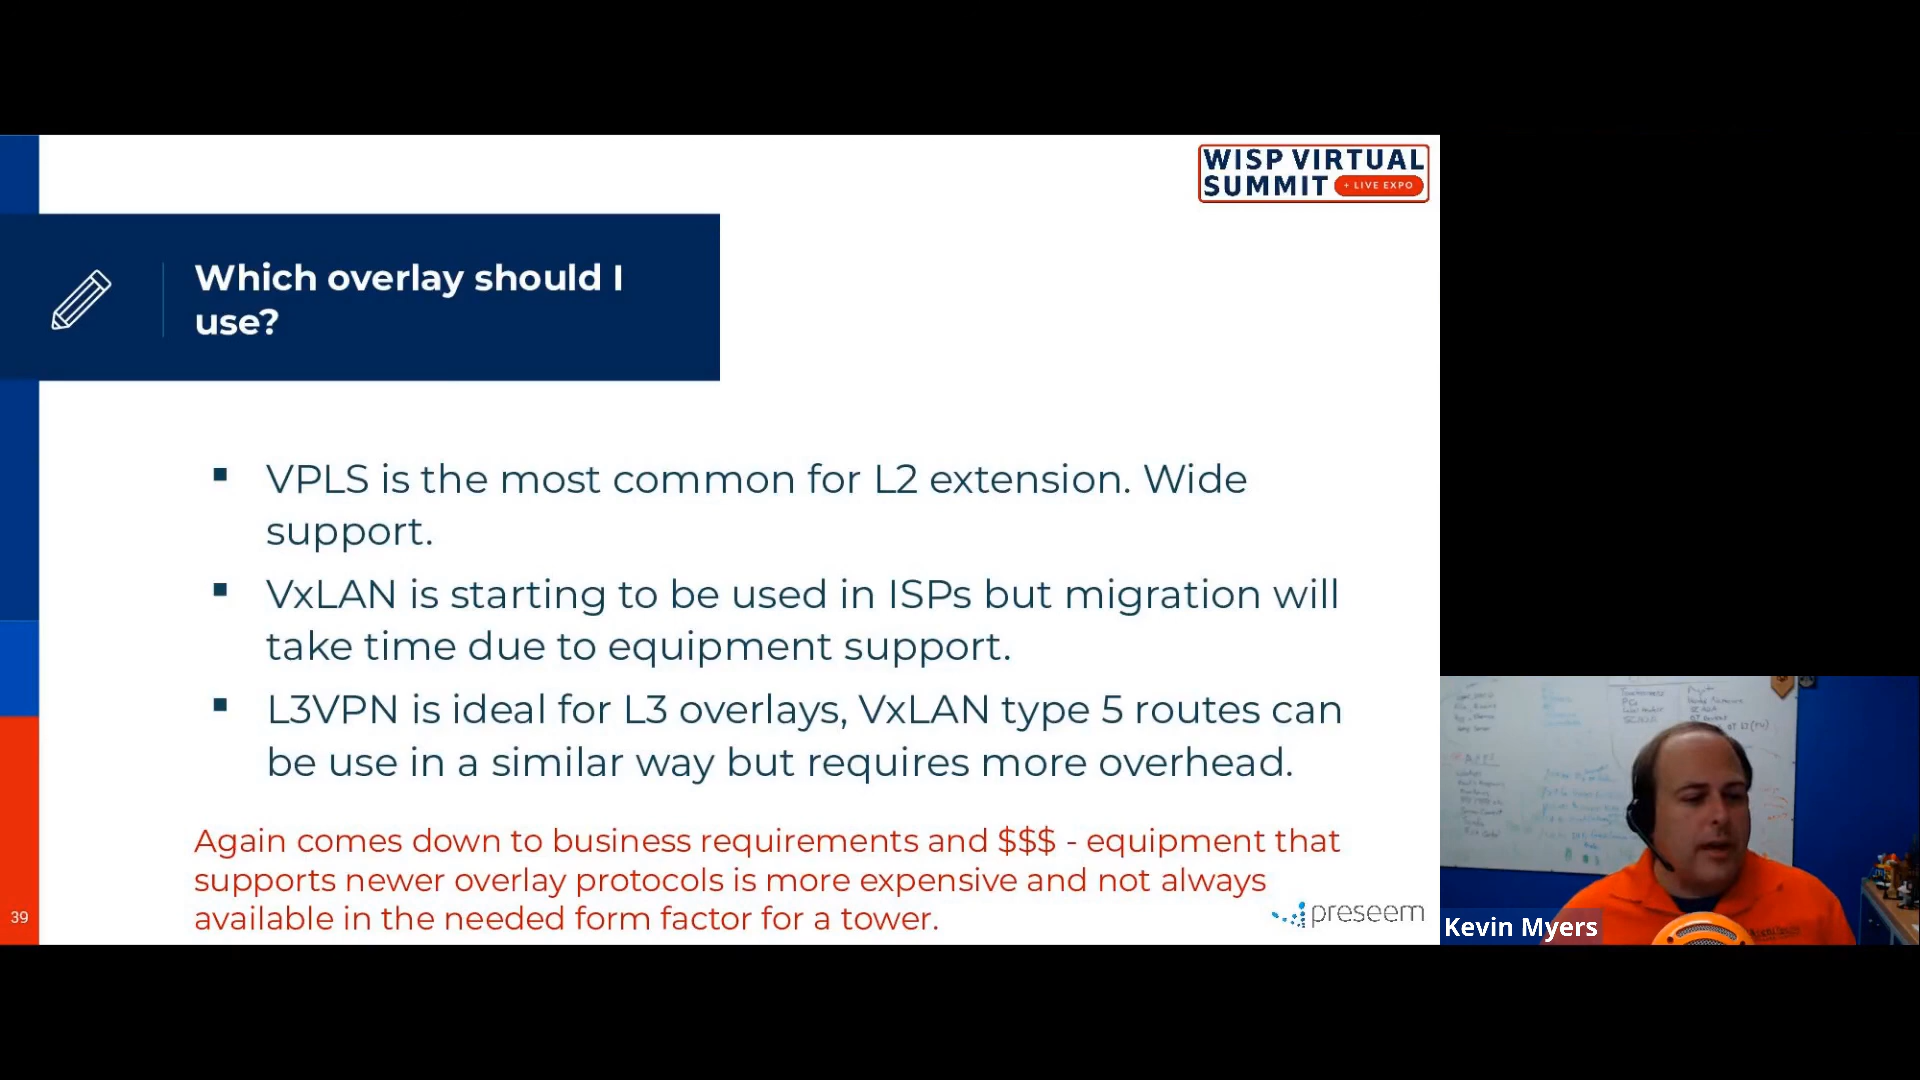 WISP VIRTUAL
SUMMIT + LIVE EXPO
Which overlay should I
use?
▪ VPLS is the most common for L2 extension. Wide
support.
▪ VxLAN is starting to be used in ISPs but migration will
take time due to equipment support.
▪ L3VPN is ideal for L3 overlays, VxLAN type 5 routes can
be use in a similar way but requires more overhead.
Again comes down to business requirements and $$$ - equipment that
supports newer overlay protocols is more expensive and not always
available in the needed form factor for a tower.
39
preseem
Kevin Myers